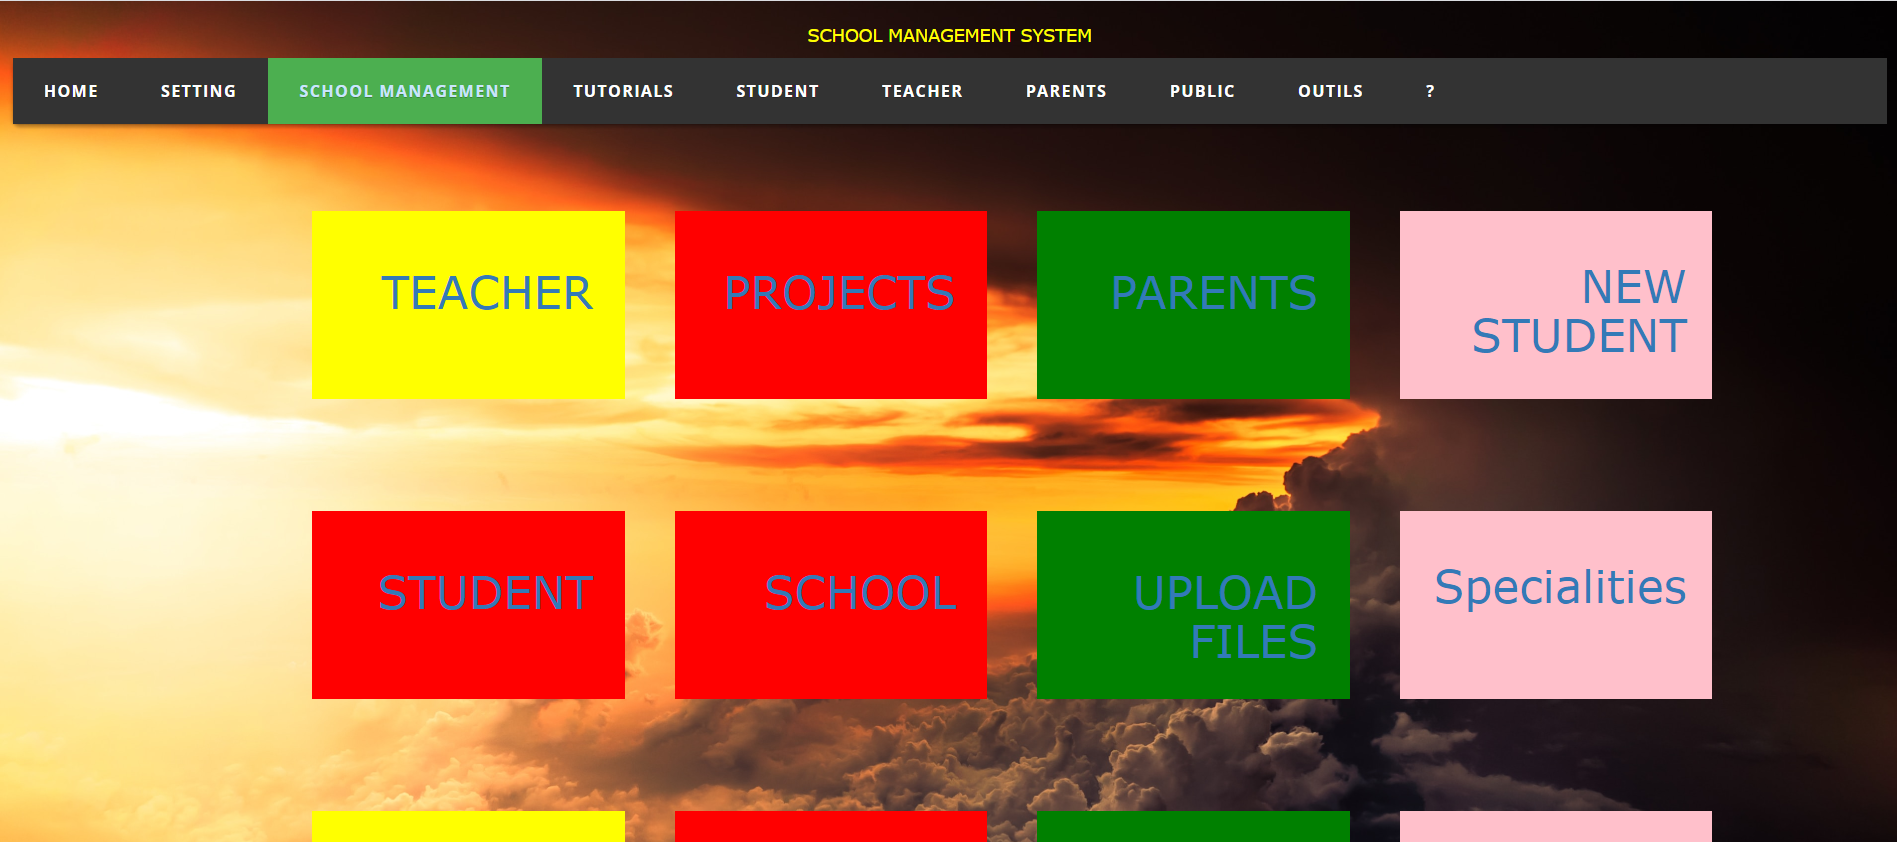 SCHOOL MANAGEMENT SYSTEM
HOME SETTING SCHOOL MANAGEMENT TUTORIALS STUDENT TEACHER PARENTS PUBLIC OUTILS ?
TEACHER
PROJECTS
PARENTS
NEW
STUDENT
STUDENT
SCHOOL
UPLOAD
FILES
Specialities